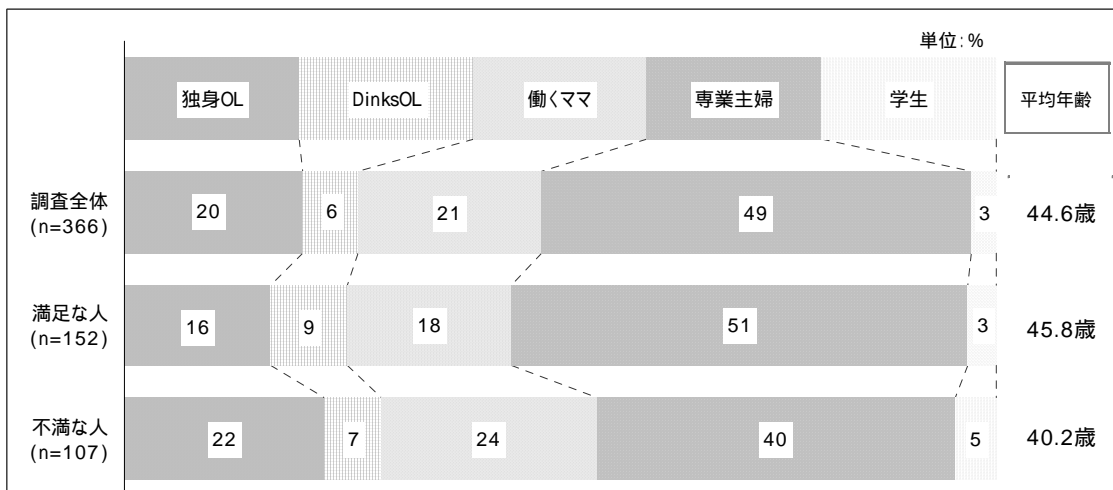 単位：%
独身OL DinksOL 働くママ 専業主婦 学生 平均年齢
調査全体
(n=366)
20 6 21 49 3 44.6歳
満足な人
(n=152)
16 9 18 51 3 45.8歳
不満な人
(n=107)
22 7 24 40 5 40.2歳